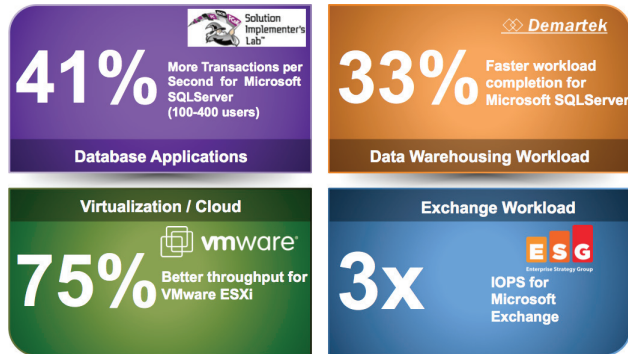 Solution
Implementer's
Lab™
41%
More Transactions per
Second for Microsoft
SQLServer
(100-400 users)
Database Applications
Demartek
33%
Faster workload
completion for
Microsoft SQLServer
Data Warehousing Workload
Virtualization / Cloud
vmware®
75%
Better throughput for
VMware ESXi
Exchange Workload
ESG
Enterprise Strategy Group
3x
IOPS for
Microsoft
Exchange